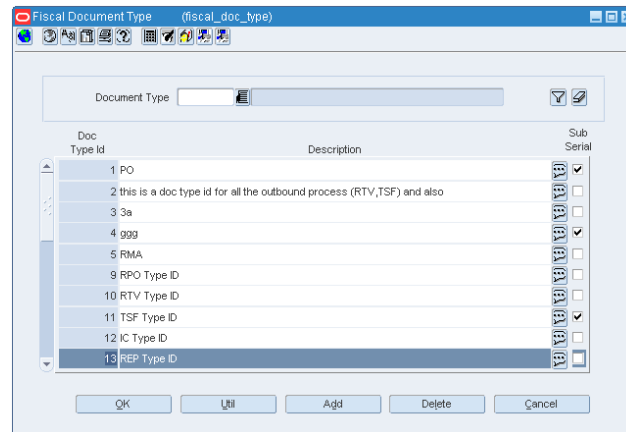 Fiscal Document Type (fiscal_doc_type)
Document Type
Doc
Type Id Description Sub
Serial
1 PO
2 this is a doc type id for all the outbound process (RTV,TSF) and also
3 3a
4 ggg
5 RMA
9 RPO Type ID
10 RTV Type ID
11 TSF Type ID
12 IC Type ID
13 REP Type ID
OK Util Add Delete Cancel